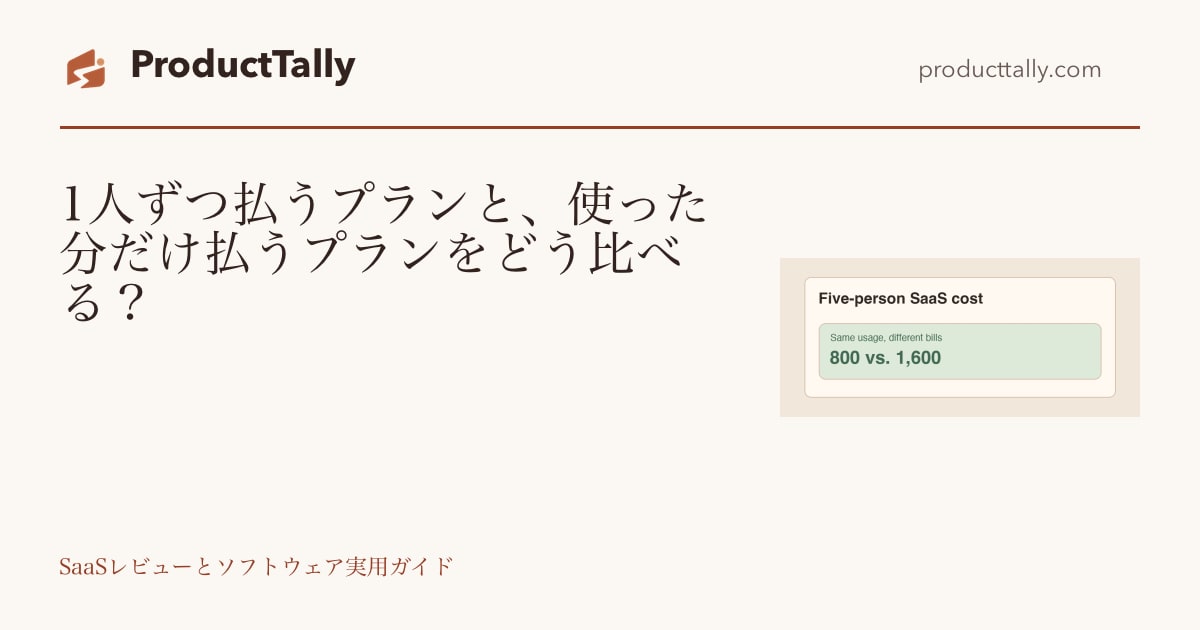 ProductTally
producttally.com
1人ずつ払うプランと、使った
分だけ払うプランをどう比べ
る？
Five-person SaaS cost
Same usage, different bills
800 vs. 1,600
SaaSレビューとソフトウェア実用ガイド